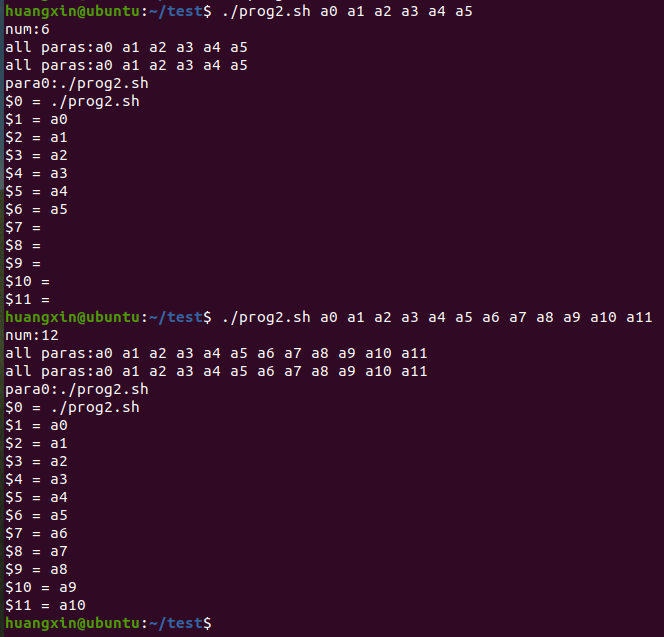 huangxin@ubuntu:~/test$ ./prog2.sh a0 a1 a2 a3 a4 a5
num:6
all paras:a0 a1 a2 a3 a4 a5
all paras:a0 a1 a2 a3 a4 a5
para0:./prog2.sh
$0 = ./prog2.sh
$1 = a0
$2 = a1
$3 = a2
$4 = a3
$5 = a4
$6 = a5
$7 =
$8 =
$9 =
$10 =
$11 =
huangxin@ubuntu:~/test$ ./prog2.sh a0 a1 a2 a3 a4 a5 a6 a7 a8 a9 a10 a11
num:12
all paras:a0 a1 a2 a3 a4 a5 a6 a7 a8 a9 a10 a11
all paras:a0 a1 a2 a3 a4 a5 a6 a7 a8 a9 a10 a11
para0:./prog2.sh
$0 = ./prog2.sh
$1 = a0
$2 = a1
$3 = a2
$4 = a3
$5 = a4
$6 = a5
$7 = a6
$8 = a7
$9 = a8
$10 = a9
$11 = a10
huangxin@ubuntu:~/test$